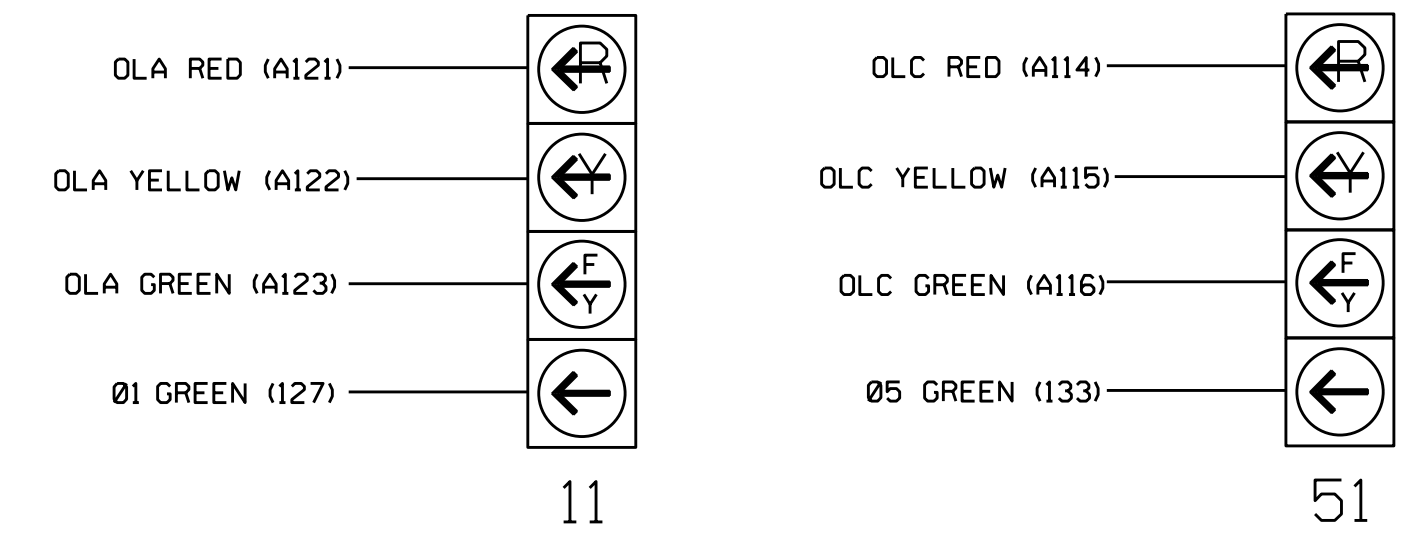 OLA RED (A121)
R
OLA YELLOW (A122)
Y
OLA GREEN (A123)
F
Y
Ø1 GREEN (127)
11
OLC RED (A114)
R
OLC YELLOW (A115)
Y
OLC GREEN (A116)
F
Y
Ø5 GREEN (133)
51